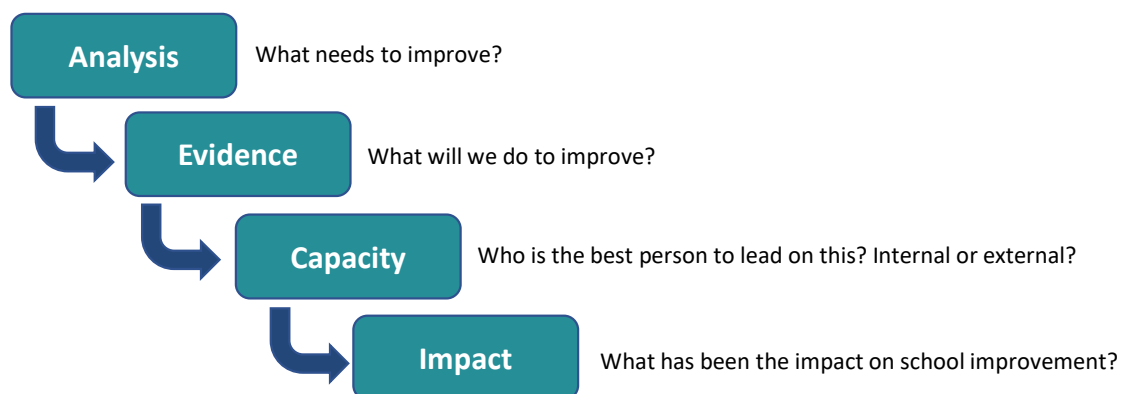 Analysis What needs to improve?
Evidence What will we do to improve?
Capacity Who is the best person to lead on this? Internal or external?
Impact What has been the impact on school improvement?